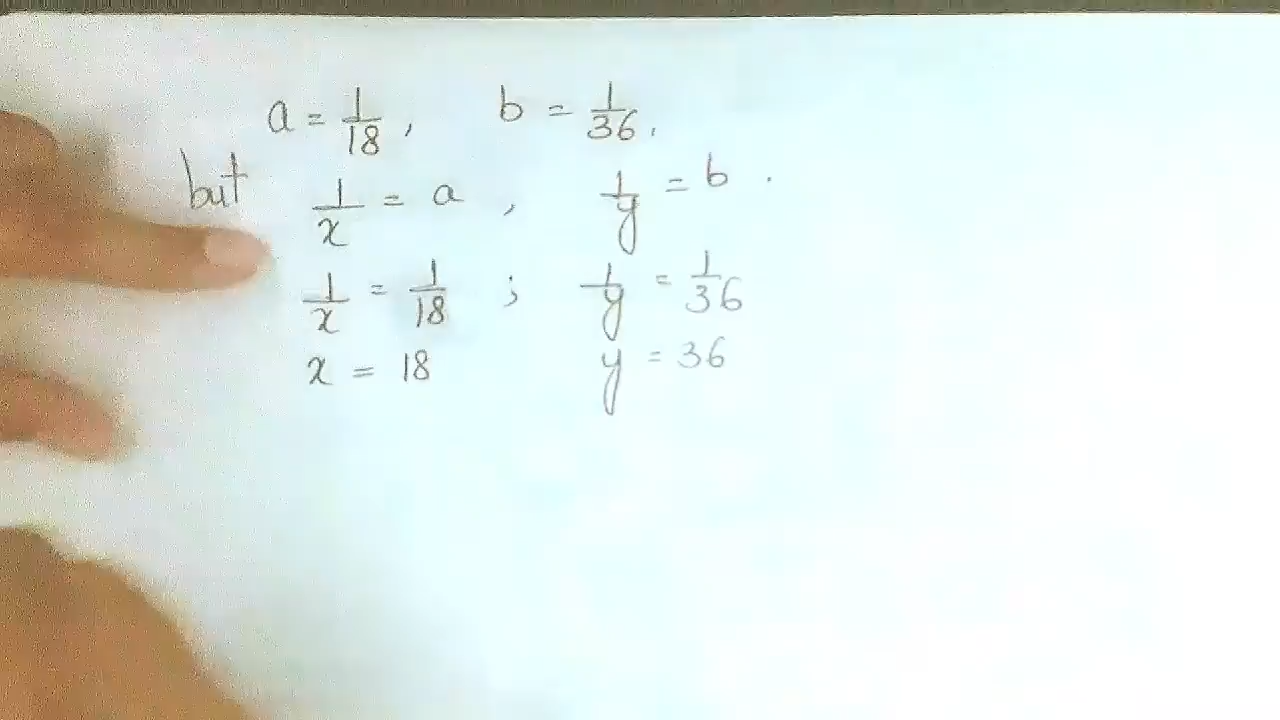 a = 1/18 , b = 1/36 .
but 1/x = a , 1/y = b .
1/x = 1/18 ; 1/y = 1/36
x = 18 y = 36